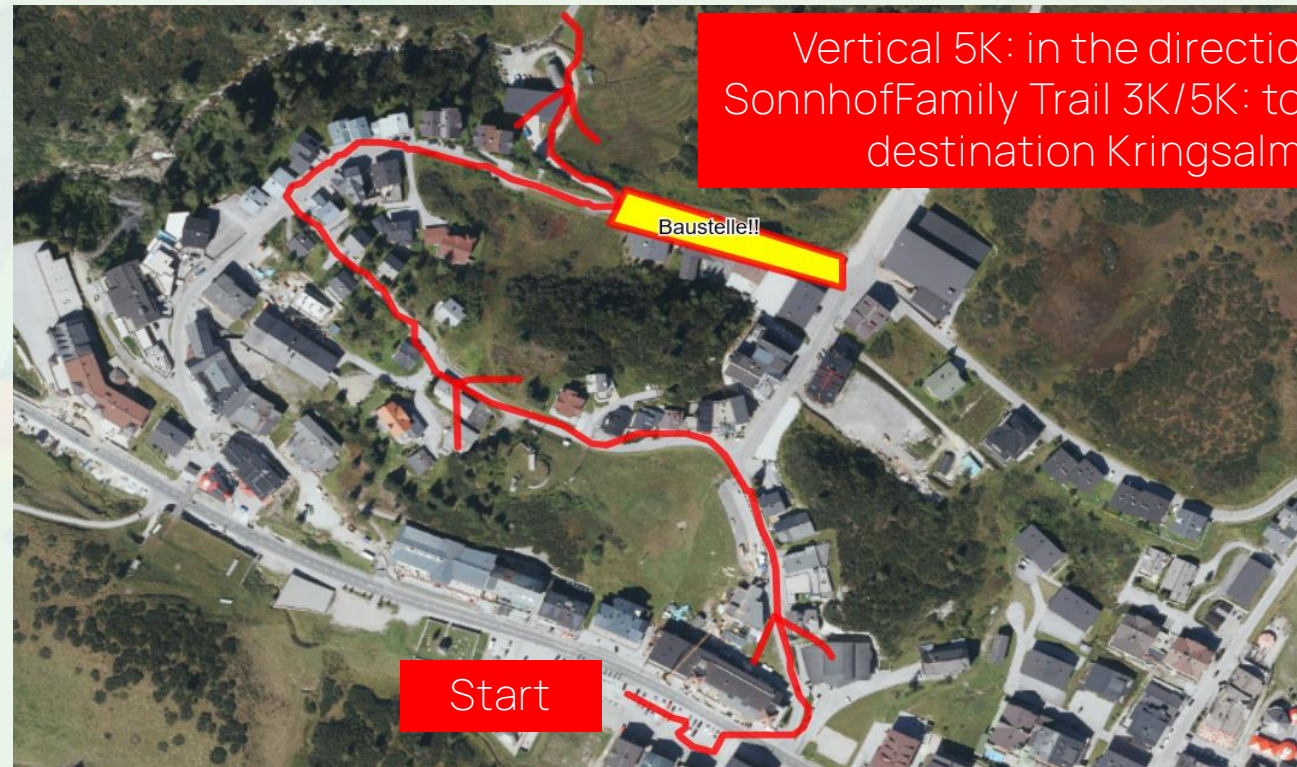 Vertical 5K: in the directio
SonnhofFamily Trail 3K/5K: to
destination Kringsalm
Baustelle!!
Start